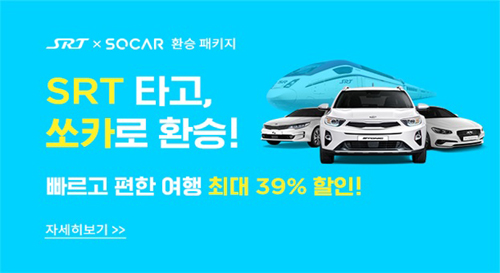 SRT × SOCAR 환승 패키지
SRT 타고,
쏘카로 환승!
빠르고 편한 여행 최대 39% 할인!
자세히보기 >>